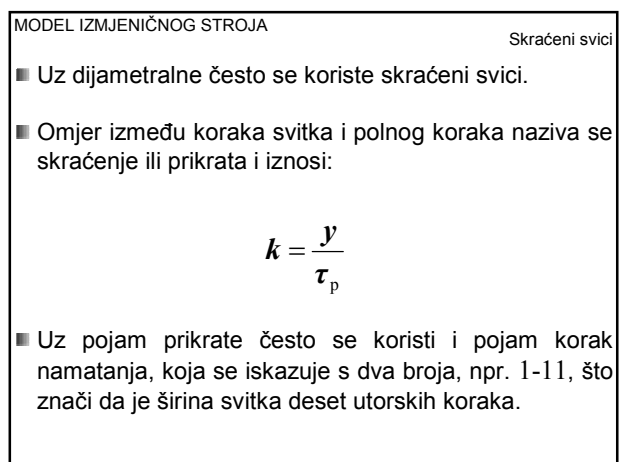 MODEL IZMJENIČNOG STROJA
Skraćeni svici
Uz dijametralne često se koriste skraćeni svici.
Omjer između koraka svitka i polnog koraka naziva se
skraćenje ili prikrata i iznosi:
k = y / τp
Uz pojam prikrate često se koristi i pojam korak
namatanja, koja se iskazuje s dva broja, npr. 1-11, što
znači da je širina svitka deset utorskih koraka.